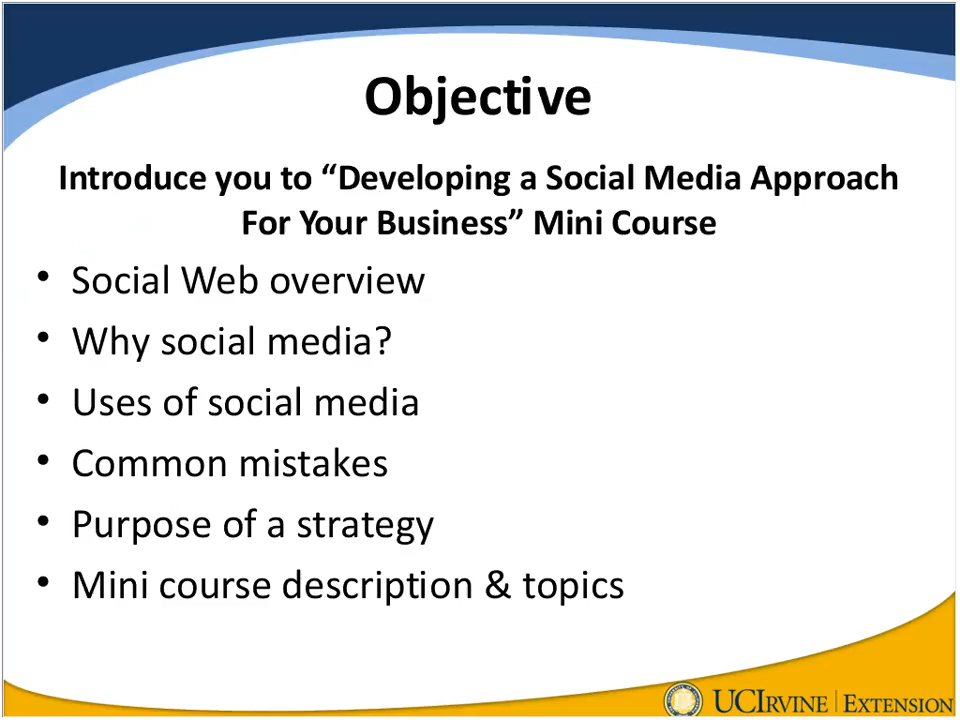 Objective
Introduce you to “Developing a Social Media Approach
For Your Business” Mini Course
• Social Web overview
• Why social media?
• Uses of social media
• Common mistakes
• Purpose of a strategy
• Mini course description & topics
UCIRVINE | EXTENSION